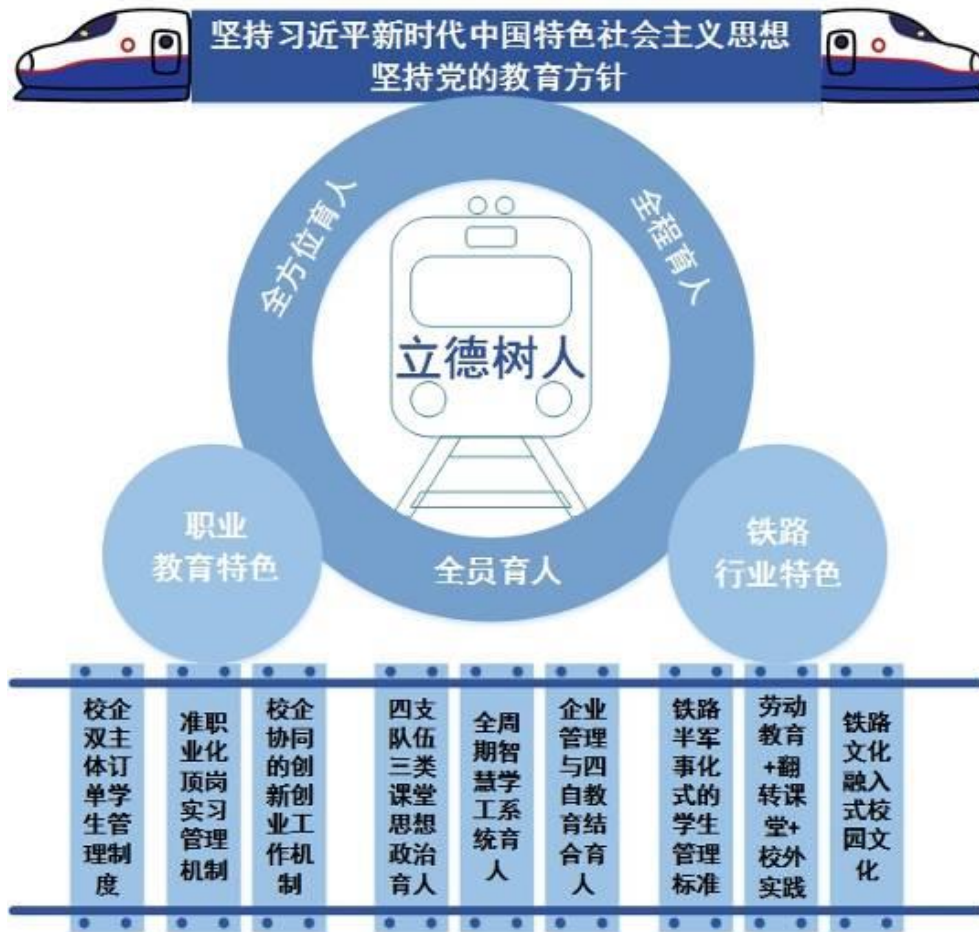 坚持习近平新时代中国特色社会主义思想
坚持党的教育方针
全方位育人
全程育人
立德树人
全员育人
职业
教育特色
铁路
行业特色
校企
双主
体订
单学
生管
理制
度
准职
业化
顶岗
实习
管理
机制
校企
协同
的创
新创
业工
作机
制
四支
队伍
三类
课堂
思想
政治
育人
全周
期智
慧学
工系
统育
人
企业
管理
与四
自教
育结
合育
人
铁路
半军
事化
式的
学生
管理
标准
劳动
教育
+翻
转课
堂+
校外
实践
铁路
文化
融入
式校
园文
化